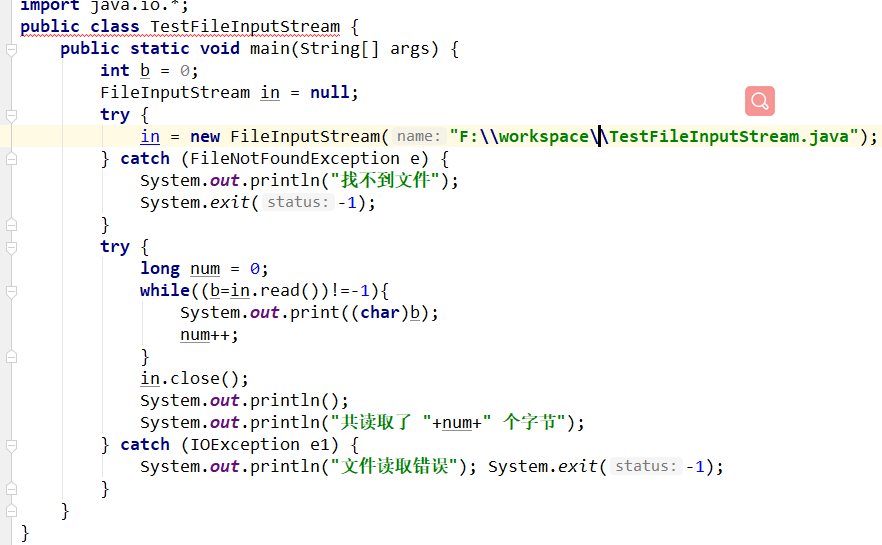 import java.io.*;
public class TestFileInputStream {
    public static void main(String[] args) {
        int b = 0;
        FileInputStream in = null;
        try {
            in = new FileInputStream( name: "F:\\workspace\\TestFileInputStream.java");
        } catch (FileNotFoundException e) {
            System.out.println("找不到文件");
            System.exit( status: -1);
        }
        try {
            long num = 0;
            while((b=in.read())!=-1){
                System.out.print((char)b);
                num++;
            }
            in.close();
            System.out.println();
            System.out.println("共读取了 "+num+" 个字节");
        } catch (IOException e1) {
            System.out.println("文件读取错误"); System.exit( status: -1);
        }
    }
}